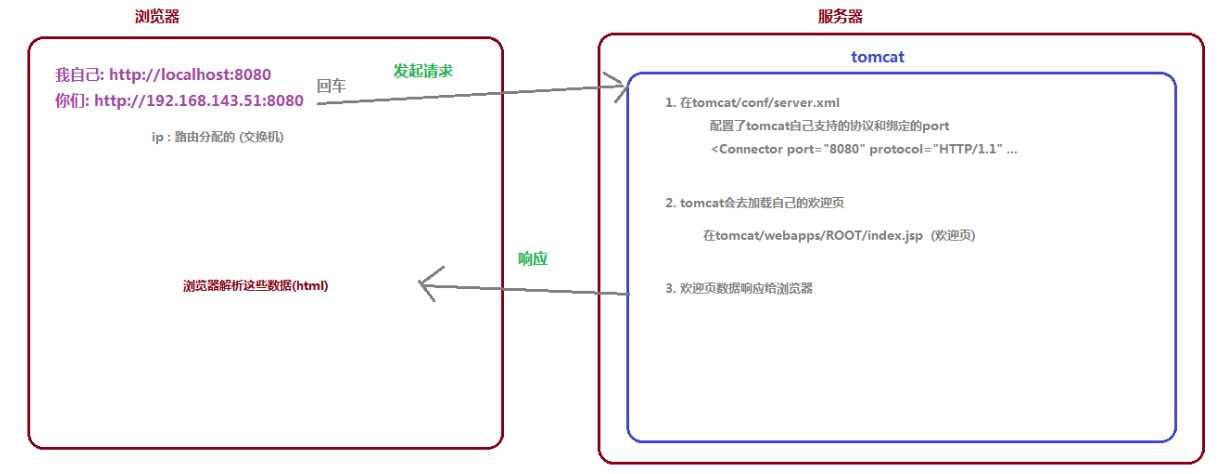 浏览器
我自己: http://localhost:8080
你们: http://192.168.143.51:8080
回车
ip : 路由分配的 (交换机)
发起请求
服务器
tomcat
1. 在tomcat/conf/server.xml
配置了tomcat自己支持的协议和绑定的port
<Connector port="8080" protocol="HTTP/1.1" ...
2. tomcat会去加载自己的欢迎页
在tomcat/webapps/ROOT/index.jsp (欢迎页)
3. 欢迎页数据响应给浏览器
响应
浏览器解析这些数据(html)